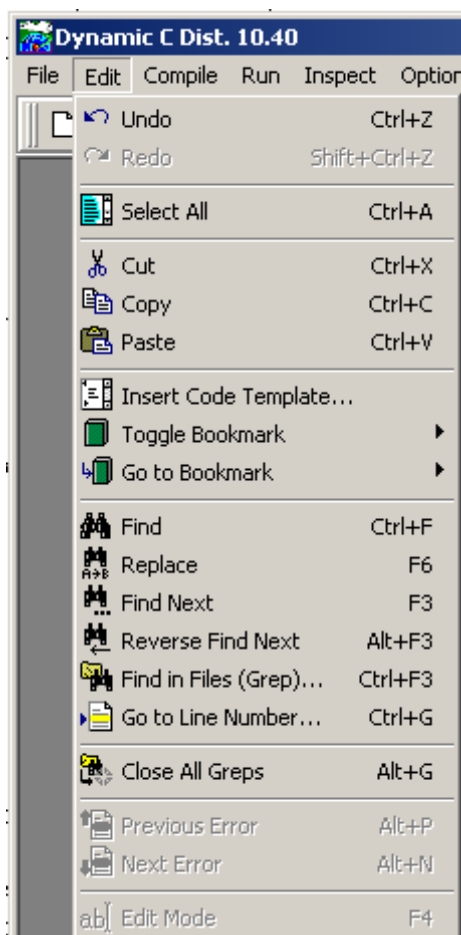 Dynamic C Dist. 10.40
File Edit Compile Run Inspect Option
Undo Ctrl+Z
Redo Shift+Ctrl+Z
Select All Ctrl+A
Cut Ctrl+X
Copy Ctrl+C
Paste Ctrl+V
Insert Code Template...
Toggle Bookmark
Go to Bookmark
Find Ctrl+F
Replace F6
Find Next F3
Reverse Find Next Alt+F3
Find in Files (Grep)... Ctrl+F3
Go to Line Number... Ctrl+G
Close All Greps Alt+G
Previous Error Alt+P
Next Error Alt+N
Edit Mode F4